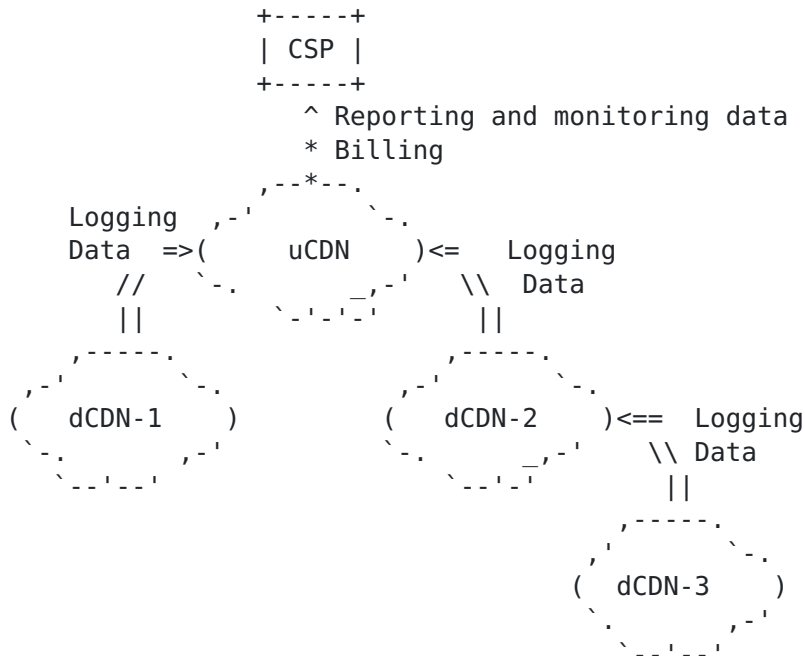 CSP
^ Reporting and monitoring data
* Billing
Logging
Data => uCDN <= Logging
Data
dCDN-1 dCDN-2 <== Logging
Data
dCDN-3